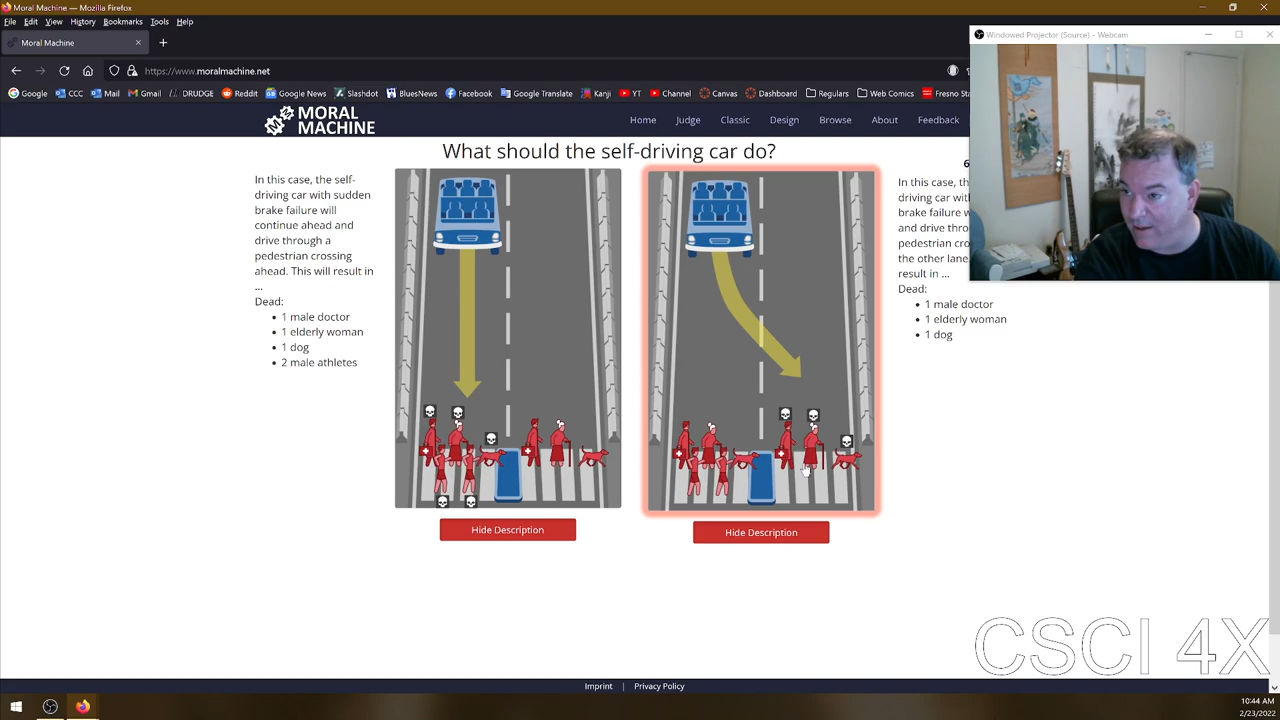 Moral Machine — Mozilla Firefox
File Edit View History Bookmarks Tools Help
Moral Machine
https://www.moralmachine.net
Google CCC Mail Gmail DRUDGE Reddit Google News Slashdot BluesNews Facebook Google Translate Kanji YT Channel Canvas Dashboard Regulars Web Comics Fresno Sta
Windowed Projector (Source) - Webcam
MORAL
MACHINE
Home Judge Classic Design Browse About Feedback
What should the self-driving car do?
In this case, the self-
driving car with sudden
brake failure will
continue ahead and
drive through a
pedestrian crossing
ahead. This will result in
...
Dead:
1 male doctor
1 elderly woman
1 dog
2 male athletes
Hide Description
Hide Description
In this case, th
driving car with
brake failure w
and drive throu
pedestrian cro
the other lane.
result in ...
Dead:
1 male doctor
1 elderly woman
1 dog
CSCI 4X
Imprint | Privacy Policy
10:44 AM
2/23/2022